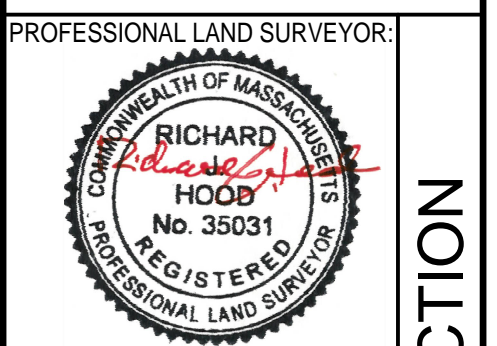 PROFESSIONAL LAND SURVEYOR:
COMMONWEALTH OF MASSACHUSETTS
RICHARD
J.
HOOD
No. 35031
REGISTERED
PROFESSIONAL LAND SURVEYOR
CTION